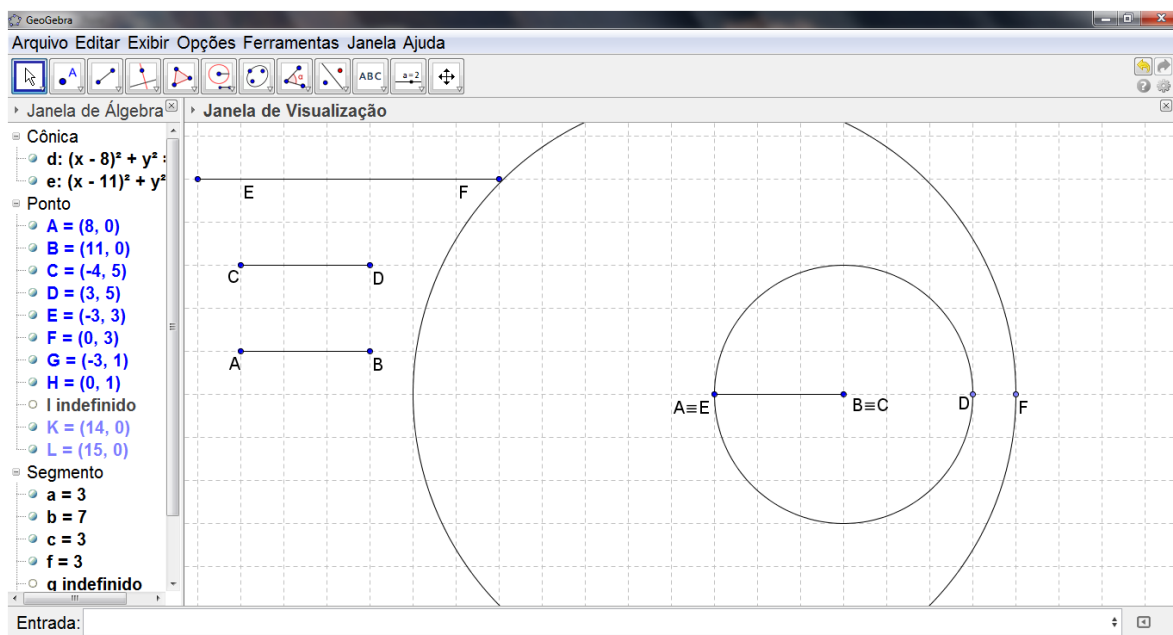 GeoGebra
Arquivo Editar Exibir Opções Ferramentas Janela Ajuda
A α ABC a=2
Janela de Álgebra
Janela de Visualização
Cônica
d: (x - 8)² + y²
e: (x - 11)² + y²
Ponto
A = (8, 0)
B = (11, 0)
C = (-4, 5)
D = (3, 5)
E = (-3, 3)
F = (0, 3)
G = (-3, 1)
H = (0, 1)
I indefinido
K = (14, 0)
L = (15, 0)
Segmento
a = 3
b = 7
c = 3
f = 3
g indefinido
E F
C D
A B
A≡E B≡C D F
Entrada: